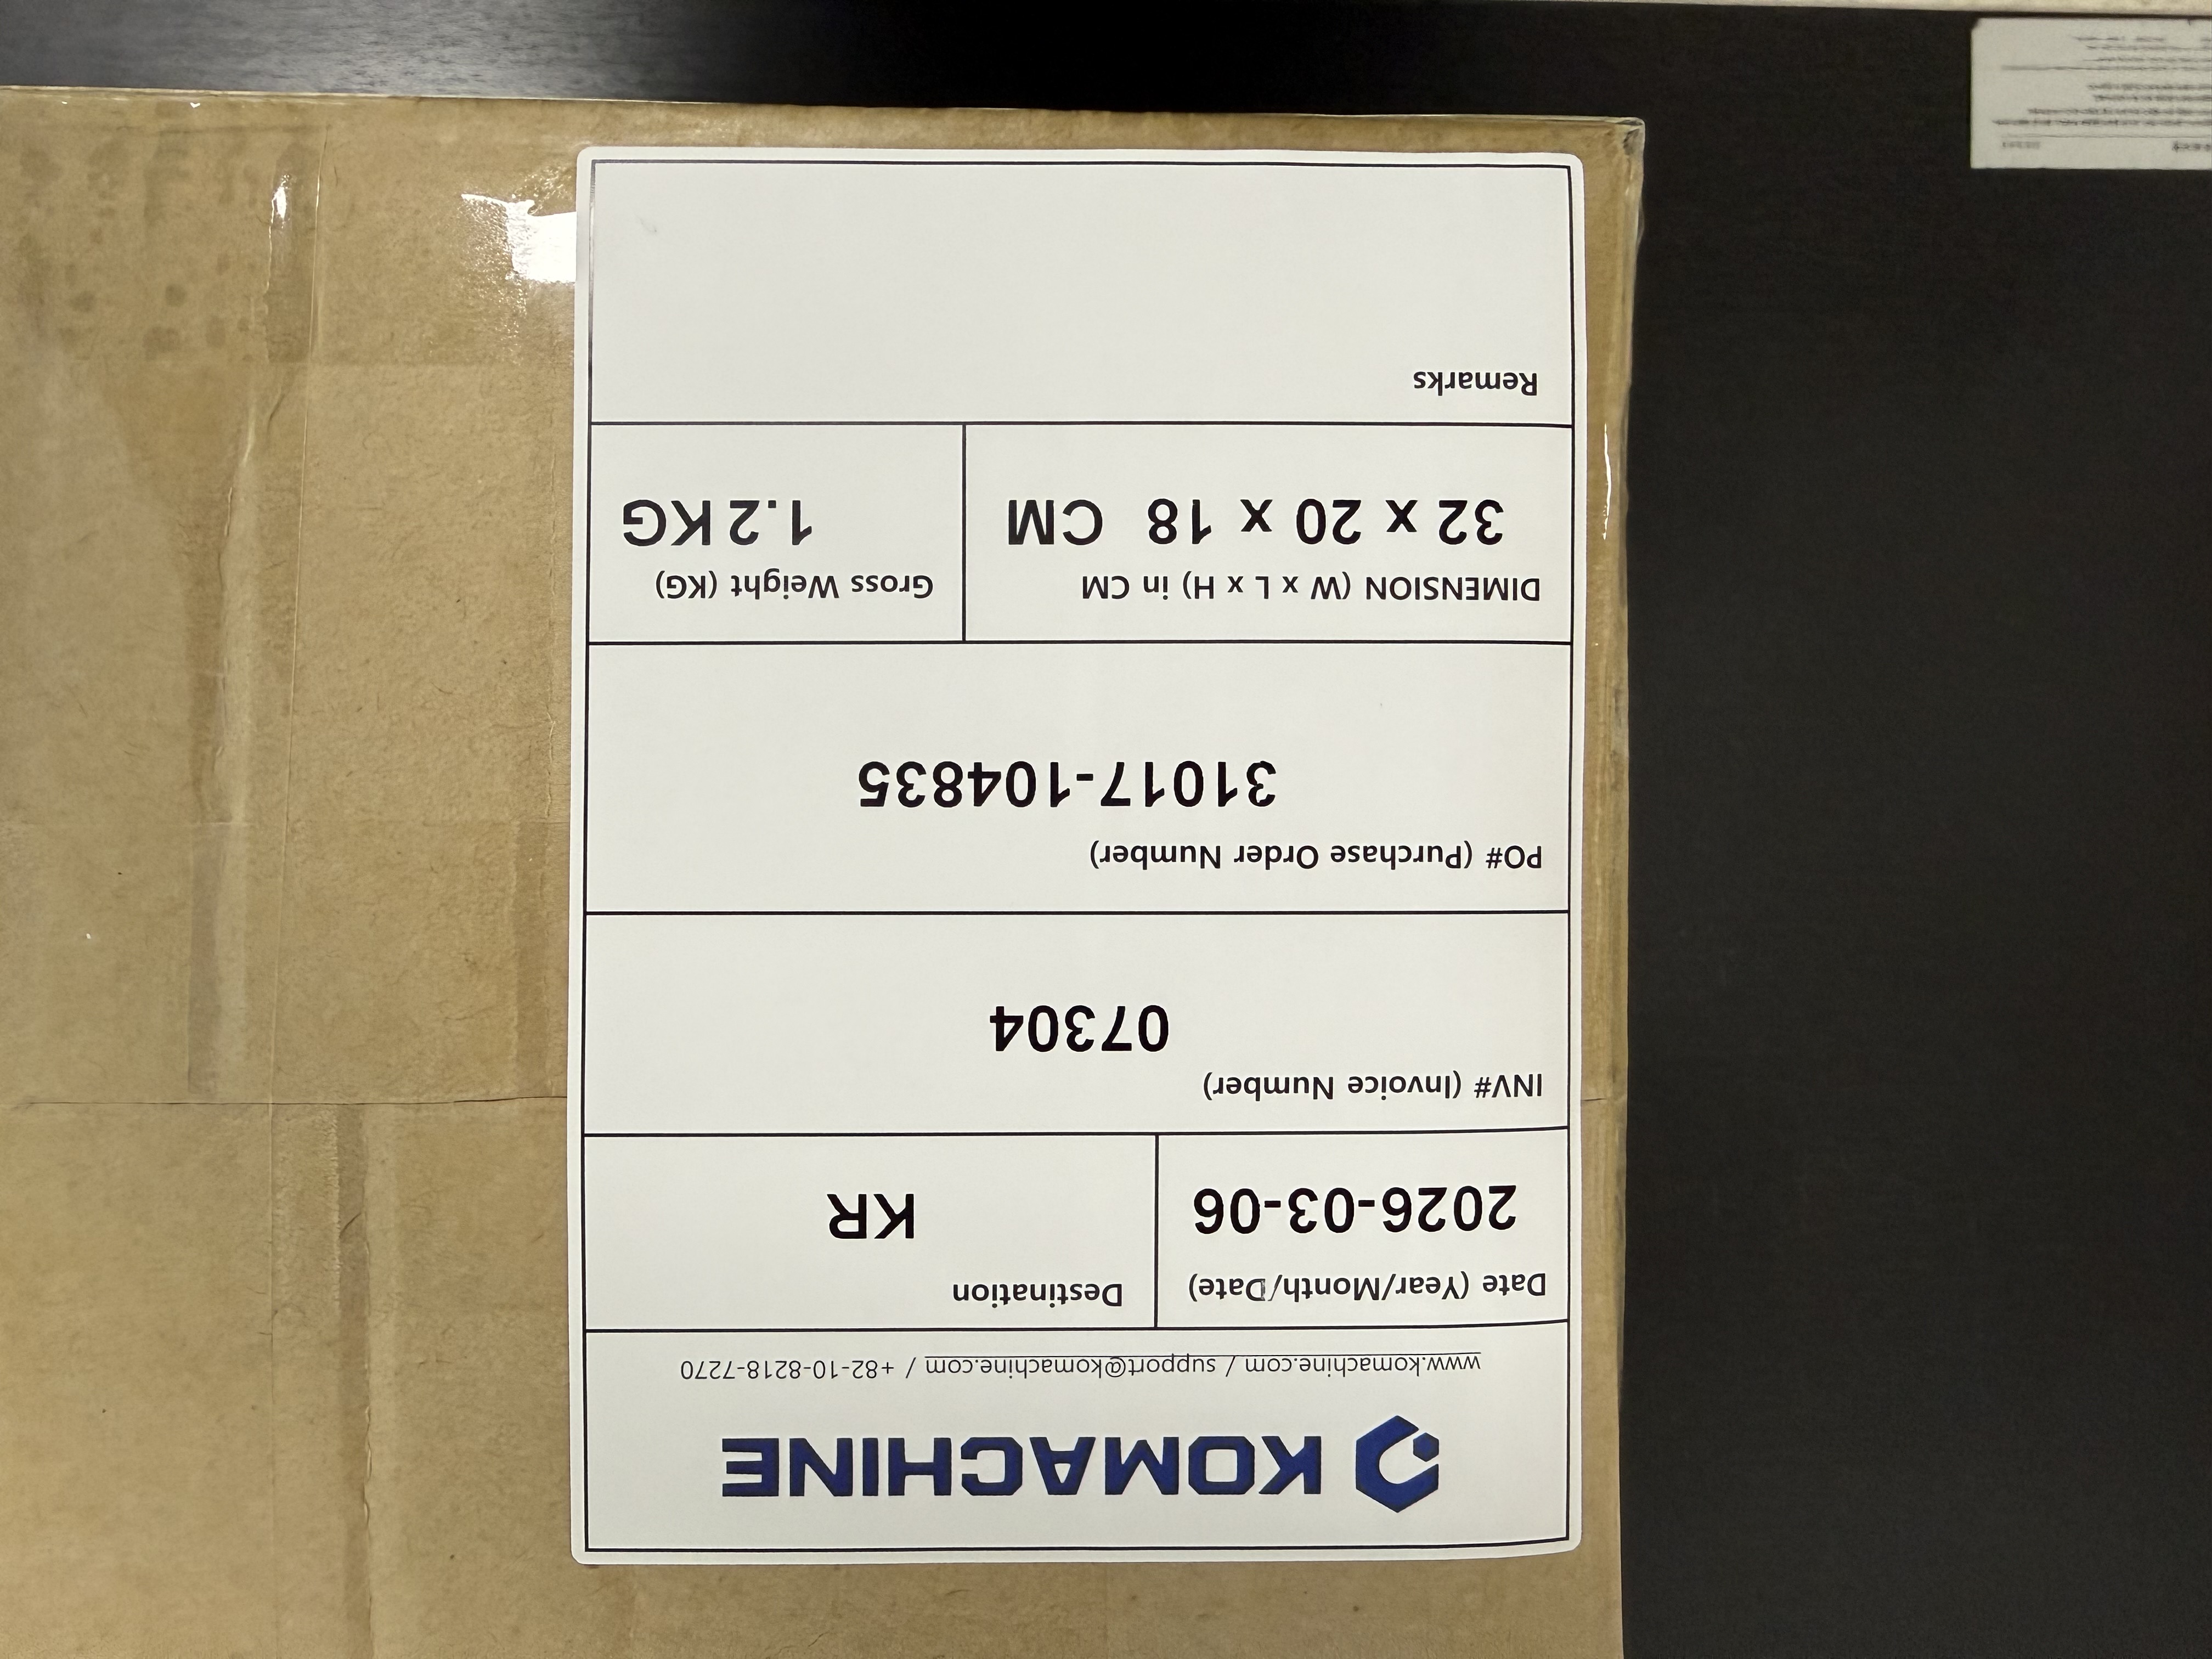 KOMACHINE
www.komachine.com / support@komachine.com / +82-10-8218-7270
Date (Year/Month/Date)
2026-03-06
Destination
KR
INV# (Invoice Number)
07304
PO# (Purchase Order Number)
31017-104835
DIMENSION (W x L x H) in CM
32 x 20 x 18 CM
Gross Weight (KG)
1.2 KG
Remarks